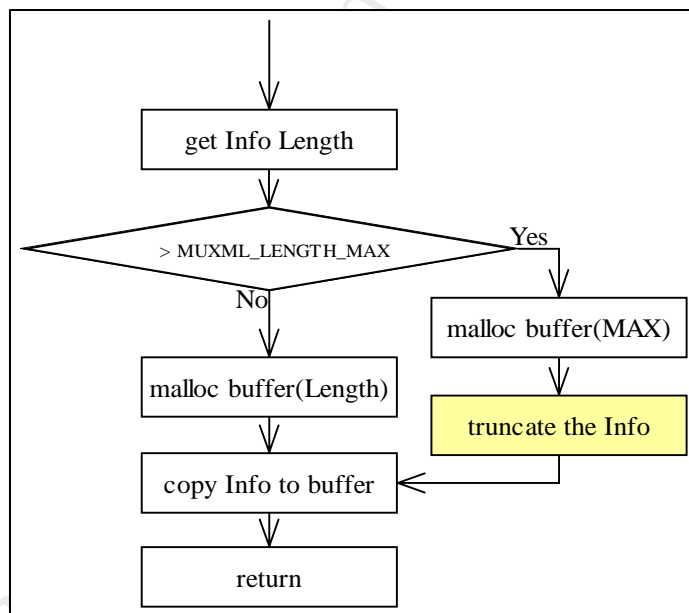 get Info Length
> MUXML_LENGTH_MAX
Yes
No
malloc buffer(MAX)
malloc buffer(Length)
truncate the Info
copy Info to buffer
return